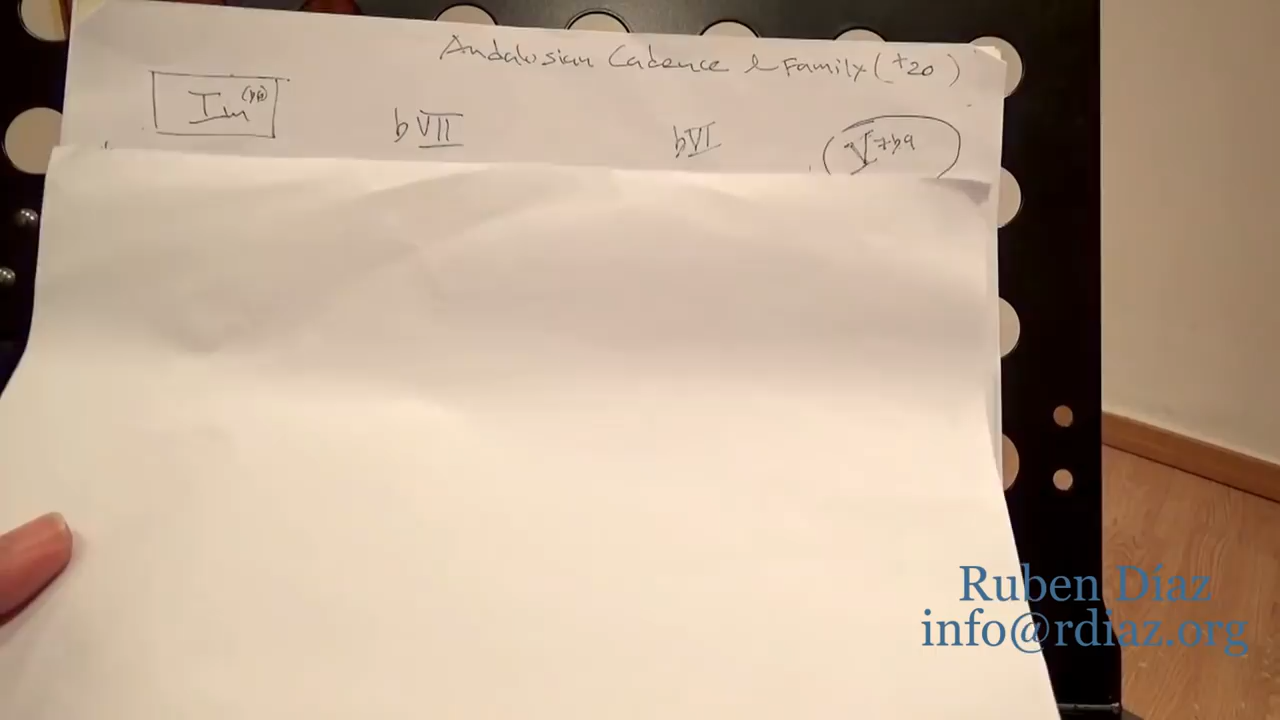 Andalusian Cadence & Family (+20)
Im bVII bVI V7b9
Ruben Díaz
info@rdiaz.org